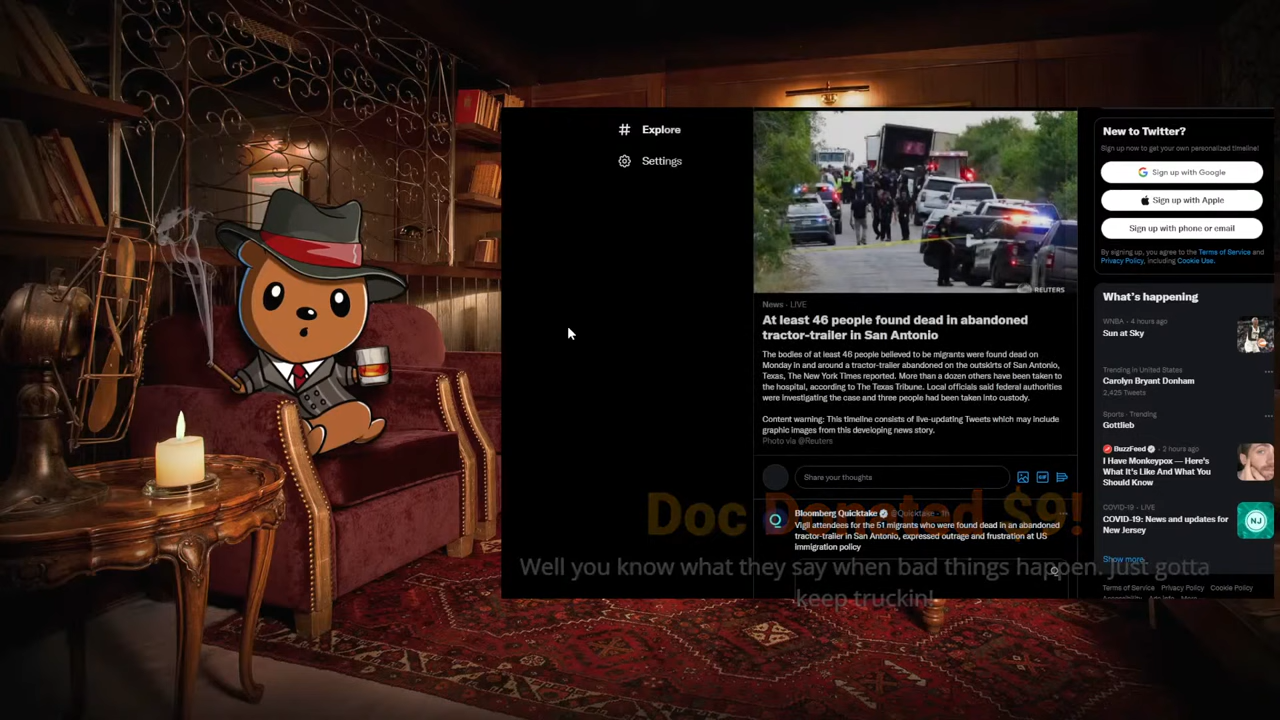 Explore
Settings
REUTERS
News · LIVE
At least 46 people found dead in abandoned
tractor-trailer in San Antonio
The bodies of at least 46 people believed to be migrants were found dead on
Monday in and around a tractor-trailer abandoned on the outskirts of San Antonio,
Texas, The New York Times reported. More than a dozen others have been taken to
the hospital, according to The Texas Tribune. Local officials said federal authorities
were investigating the case and three people had been taken into custody.
Content warning: This timeline consists of live-updating Tweets which may include
graphic images from this developing news story.
Photo via @Reuters
Share your thoughts
GIF
Doc Donated $9!
Bloomberg Quicktake @Quicktake · 1h
Vigil attendees for the 51 migrants who were found dead in an abandoned
tractor-trailer in San Antonio, expressed outrage and frustration at US
immigration policy
Well you know what they say when bad things happen. Just gotta
keep truckin!
New to Twitter?
Sign up now to get your own personalized timeline!
Sign up with Google
Sign up with Apple
Sign up with phone or email
By signing up, you agree to the Terms of Service and
Privacy Policy, including Cookie Use.
What's happening
WNBA · 4 hours ago
Sun at Sky
Trending in United States
Carolyn Bryant Donham
2,425 Tweets
Sports · Trending
Gottlieb
BuzzFeed · 2 hours ago
I Have Monkeypox — Here's
What It's Like And What You
Should Know
COVID-19 · LIVE
COVID-19: News and updates for
New Jersey
NJ
Show more
Terms of Service Privacy Policy Cookie Policy